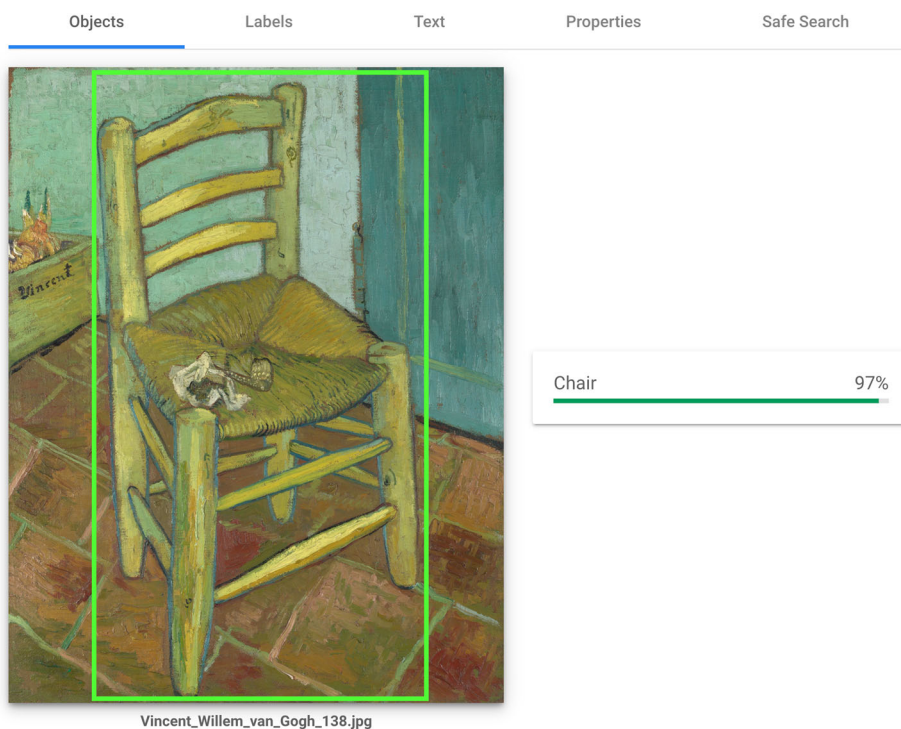 Objects Labels Text Properties Safe Search
Vincent
Chair 97%
Vincent_Willem_van_Gogh_138.jpg